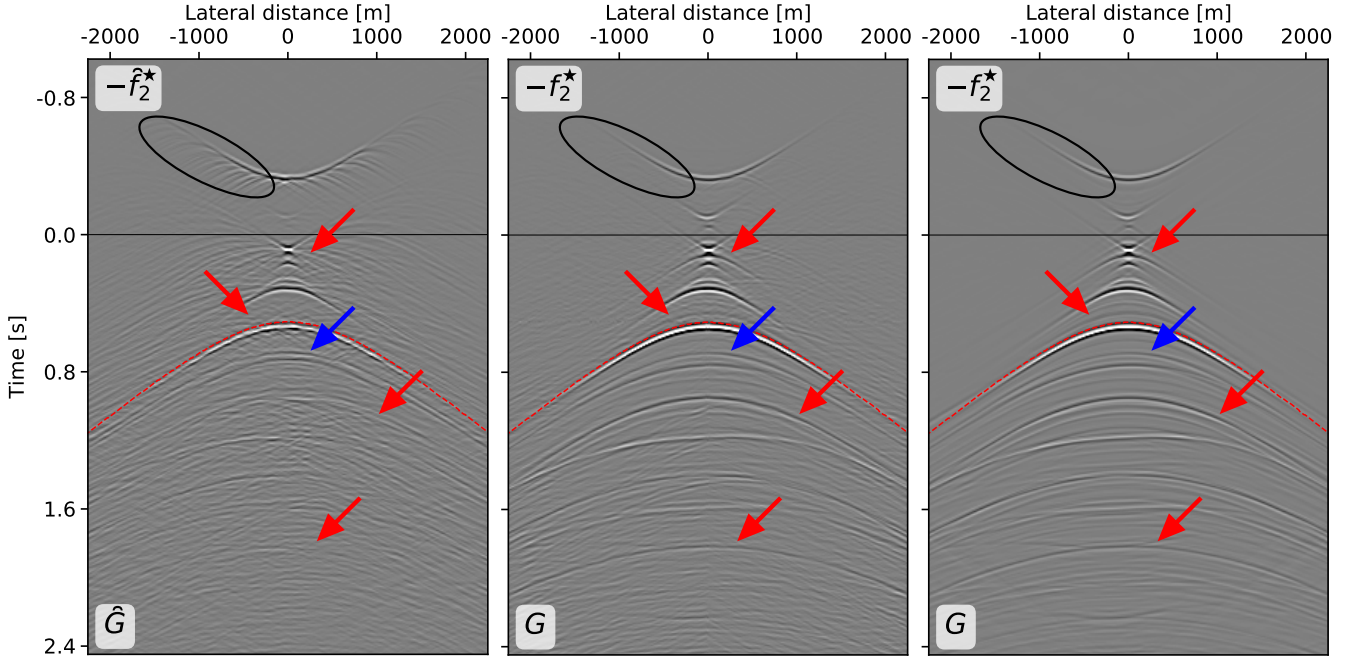 Lateral distance [m] Lateral distance [m] Lateral distance [m]
-2000 -1000 0 1000 2000 -2000 -1000 0 1000 2000 -2000 -1000 0 1000 2000
−f̂₂★ −f₂★ −f₂★
-0.8
0.0
0.8
1.6
2.4
Time [s]
Ĝ G G